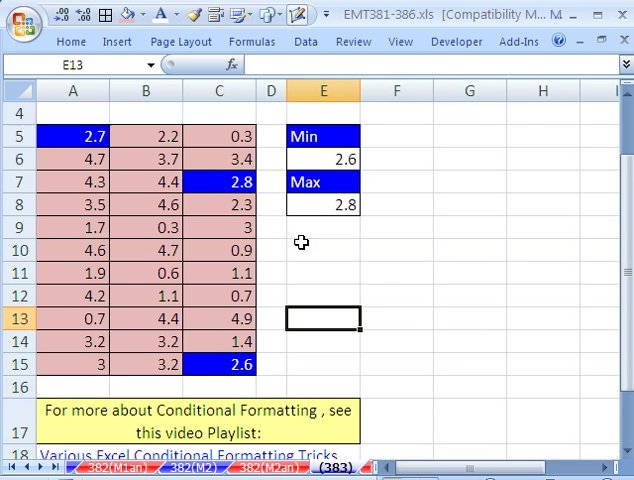 EMT381-386.xls [Compatibility M... M
Home Insert Page Layout Formulas Data Review View Developer Add-Ins
E13 fx
A B C D E F G H I
4
5 2.7 2.2 0.3 Min
6 4.7 3.7 3.4 2.6
7 4.3 4.4 2.8 Max
8 3.5 4.6 2.3 2.8
9 1.7 0.3 3
10 4.6 4.7 0.9
11 1.9 0.6 1.1
12 4.2 1.1 0.7
13 0.7 4.4 4.9
14 3.2 3.2 1.4
15 3 3.2 2.6
16
For more about Conditional Formatting , see
17 this video Playlist:
18 Various Excel Conditional Formatting Tricks
382(M1an) 382(M2) 382(M2an) (383)